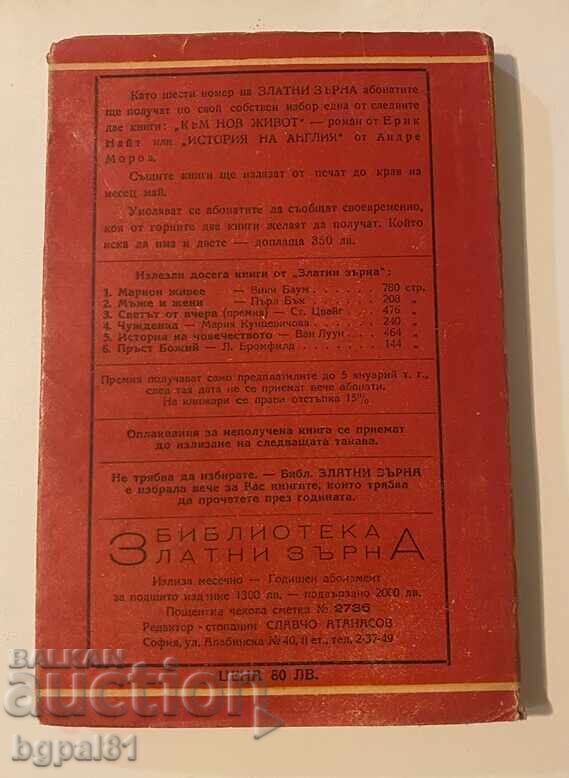 Като шести номер на ЗЛАТНИ ЗЪРНА абонатите
ще получат по свой собствен избор една от следните
две книги: „КЪМ НОВ ЖИВОТ" — роман от Ерик
Найт или „ИСТОРИЯ НА АНГЛИЯ" от Андре
Мороа.
Същите книги ще излязат от печат до края на
месец май.
Умоляват се абонатите да съобщят своевременно,
коя от горните две книги желаят да получат. Който
иска да има и двете — доплаща 350 лв.
Излезли досега книги от „Златни зърна":
1. Марион живее — Вики Баум . . . . . . . 780 стр.
2. Мъже и жени — Пърл Бък . . . . . . . 208 „
3. Светът от вчера (премия) — Ст. Цвайг . . . . 476 „
4. Чужденка — Мария Кунцевичова . . . . . . 240 „
5. История на човечеството — Ван Луун . . . . 464 „
6. Пръст Божий — Л. Бромфилд . . . . . . . 144 „
Премия получават само предплатилите до 5 януарий т. г.,
след тая дата не се приемат вече абонати.
На книжари се прави отстъпка 15%
Оплаквания за неполучена книга се приемат
до излизане на следващата такава.
Не трябва да избирате. — Библ. ЗЛАТНИ ЗЪРНА
е избрала вече за Вас книгите, които трябва
да прочетете през годината.
БИБЛИОТЕКА
ЗЛАТНИ ЗЪРНА
Излиза месечно — Годишен абонамент
за подшито издание 1300 лв. — подвързано 2000 лв.
Пощенска чекова сметка № 2735
Редактор - стопанин СЛАВЧО АТАНАСОВ
София, ул. Алабинска № 40, II ет., тел. 2-37-49
ЦЕНА 80 ЛВ.
BALKAN
auction
bgpal81